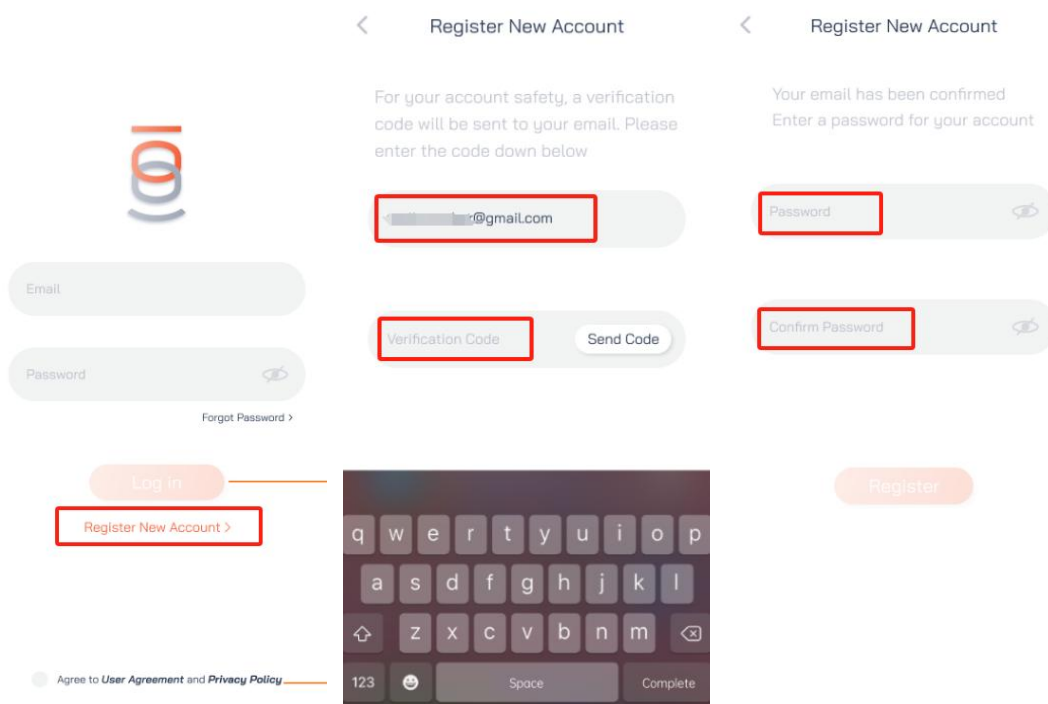 Email
Password
Forgot Password >
Log in
Register New Account >
Agree to User Agreement and Privacy Policy
Register New Account
For your account safety, a verification
code will be sent to your email. Please
enter the code down below
@gmail.com
Verification Code
Send Code
q w e r t y u i o p
a s d f g h j k l
z x c v b n m
123
Space
Complete
Register New Account
Your email has been confirmed
Enter a password for your account
Password
Confirm Password
Register